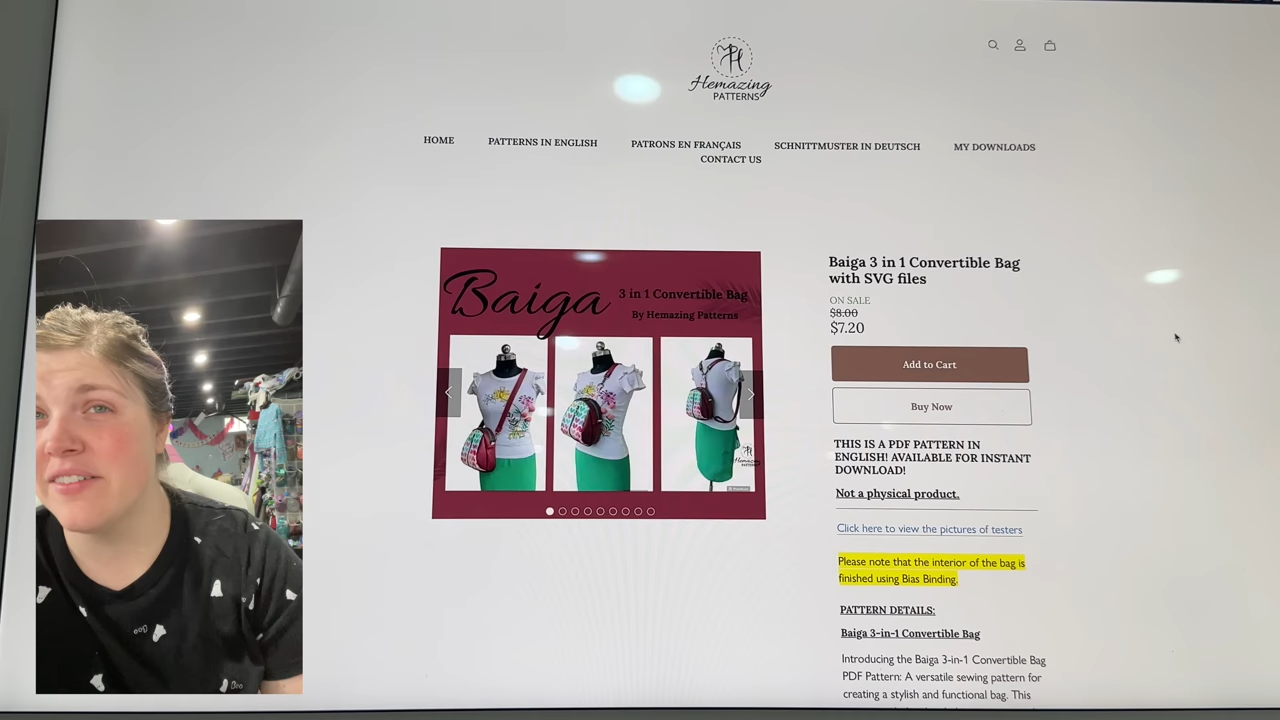 Hemazing
PATTERNS
HOME
PATTERNS IN ENGLISH
PATRONS EN FRANÇAIS
SCHNITTMUSTER IN DEUTSCH
MY DOWNLOADS
CONTACT US
Baiga
3 in 1 Convertible Bag
By Hemazing Patterns
Baiga 3 in 1 Convertible Bag
with SVG files
ON SALE
$8.00
$7.20
Add to Cart
Buy Now
THIS IS A PDF PATTERN IN
ENGLISH! AVAILABLE FOR INSTANT
DOWNLOAD!
Not a physical product.
Click here to view the pictures of testers
Please note that the interior of the bag is
finished using Bias Binding.
PATTERN DETAILS:
Baiga 3-in-1 Convertible Bag
Introducing the Baiga 3-in-1 Convertible Bag
PDF Pattern: A versatile sewing pattern for
creating a stylish and functional bag. This
Boo
Boo